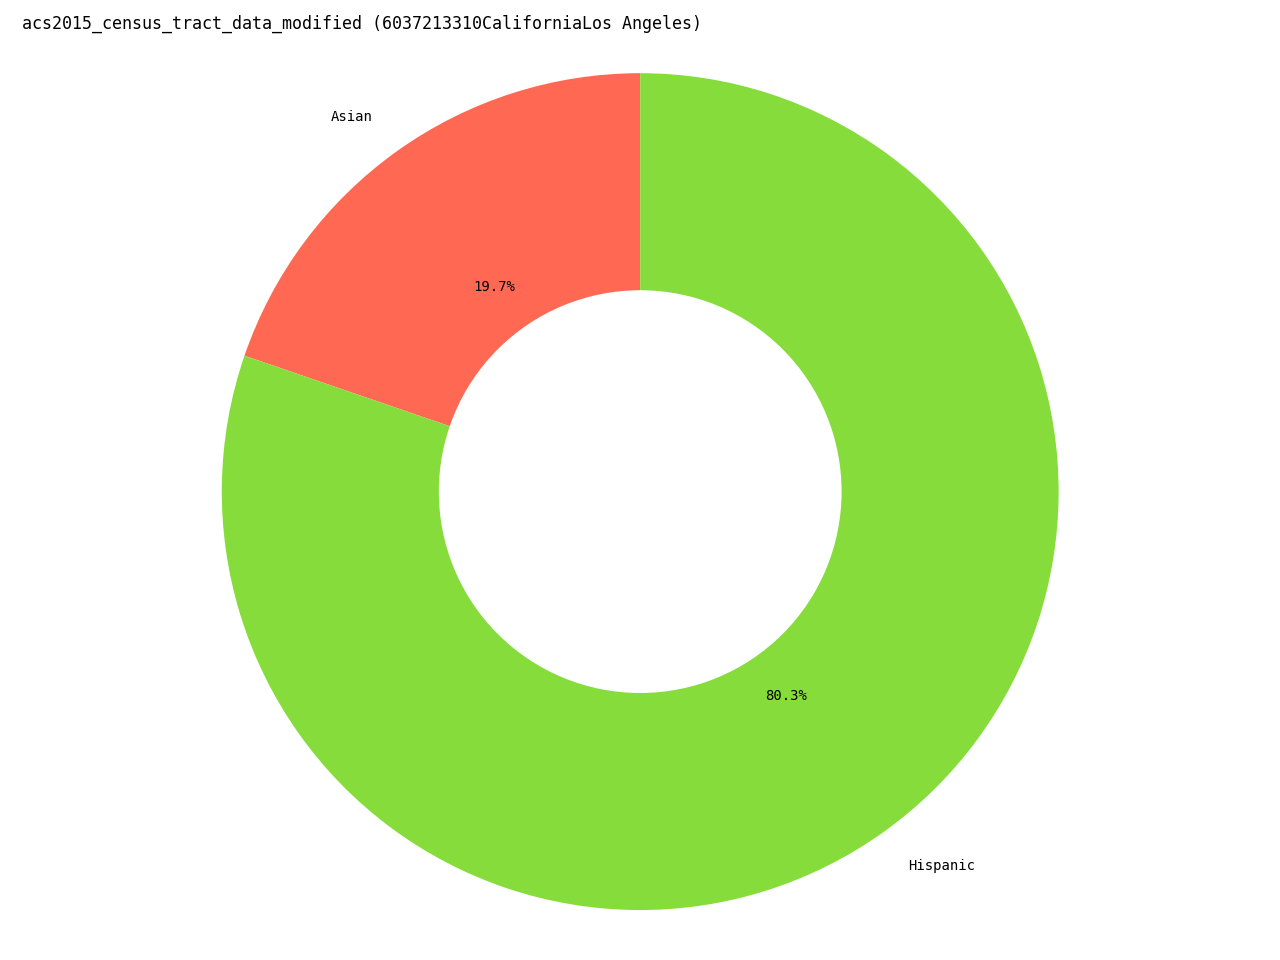 acs2015_census_tract_data_modified (6037213310CaliforniaLos Angeles)
Asian
19.7%
80.3%
Hispanic